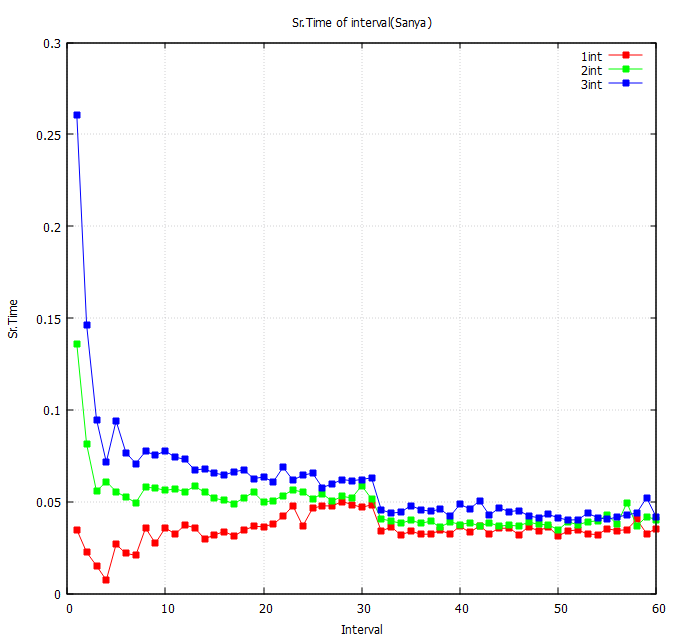 Sr.Time of interval(Sanya)
1int
2int
3int
0.3
0.25
0.2
0.15
0.1
0.05
0
Sr.Time
0 10 20 30 40 50 60
Interval